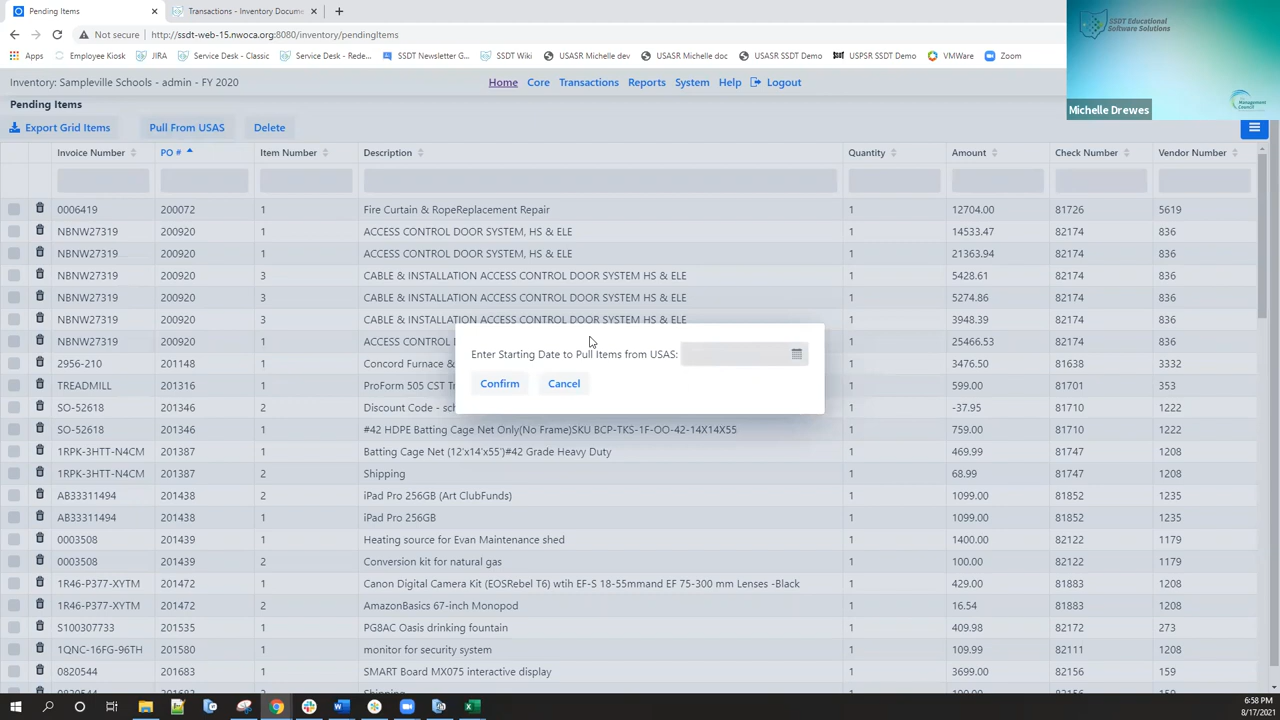 Pending Items
Transactions - Inventory Docume
Not secure
http://ssdt-web-15.nwoca.org:8080/inventory/pendingItems
SSDT Educational
Software Solutions
Apps Employee Kiosk JIRA Service Desk - Classic Service Desk - Rede... SSDT Newsletter G... SSDT Wiki USASR Michelle dev USASR Michelle doc USASR SSDT Demo USPSR SSDT Demo VMWare Zoom
Inventory: Sampleville Schools - admin - FY 2020
Home Core Transactions Reports System Help Logout
Management
Council
Michelle Drewes
Pending Items
Export Grid Items Pull From USAS Delete
Invoice Number PO # Item Number Description Quantity Amount Check Number Vendor Number
0006419 200072 1 Fire Curtain & RopeReplacement Repair 1 12704.00 81726 5619
NBNW27319 200920 1 ACCESS CONTROL DOOR SYSTEM, HS & ELE 1 14533.47 82174 836
NBNW27319 200920 1 ACCESS CONTROL DOOR SYSTEM, HS & ELE 1 21363.94 82174 836
NBNW27319 200920 3 CABLE & INSTALLATION ACCESS CONTROL DOOR SYSTEM HS & ELE 1 5428.61 82174 836
NBNW27319 200920 3 CABLE & INSTALLATION ACCESS CONTROL DOOR SYSTEM HS & ELE 1 5274.86 82174 836
NBNW27319 200920 3 CABLE & INSTALLATION ACCESS CONTROL DOOR SYSTEM HS & ELE 1 3948.39 82174 836
NBNW27319 200920 1 ACCESS CONTROL 1 25466.53 82174 836
Enter Starting Date to Pull Items from USAS:
Confirm Cancel
2956-210 201148 1 Concord Furnace & 1 3476.50 81638 3332
TREADMILL 201316 1 ProForm 505 CST 1 599.00 81701 353
SO-52618 201346 2 Discount Code - 1 -37.95 81710 1222
SO-52618 201346 1 #42 HDPE Batting Cage Net Only(No Frame)SKU BCP-TKS-1F-OO-42-14X14X55 1 759.00 81710 1222
1RPK-3HTT-N4CM 201387 1 Batting Cage Net (12'x14'x55')#42 Grade Heavy Duty 1 469.99 81747 1208
1RPK-3HTT-N4CM 201387 2 Shipping 1 68.99 81747 1208
AB33311494 201438 2 iPad Pro 256GB (Art ClubFunds) 1 1099.00 81852 1235
AB33311494 201438 1 iPad Pro 256GB 1 1099.00 81852 1235
0003508 201439 1 Heating source for Evan Maintenance shed 1 1400.00 82122 1179
0003508 201439 2 Conversion kit for natural gas 1 100.00 82122 1179
1R46-P377-XYTM 201472 1 Canon Digital Camera Kit (EOSRebel T6) wtih EF-S 18-55mmand EF 75-300 mm Lenses -Black 1 429.00 81883 1208
1R46-P377-XYTM 201472 2 AmazonBasics 67-inch Monopod 1 16.54 81883 1208
S100307733 201535 1 PG8AC Oasis drinking fountain 1 409.98 82172 273
1QNC-16FG-96TH 201580 1 monitor for security system 1 109.99 82111 1208
0820544 201683 1 SMART Board MX075 interactive display 1 3699.00 82156 159
0820544 201683 2 Shipping 1 100.00 82156 159
6:58 PM
8/17/2021